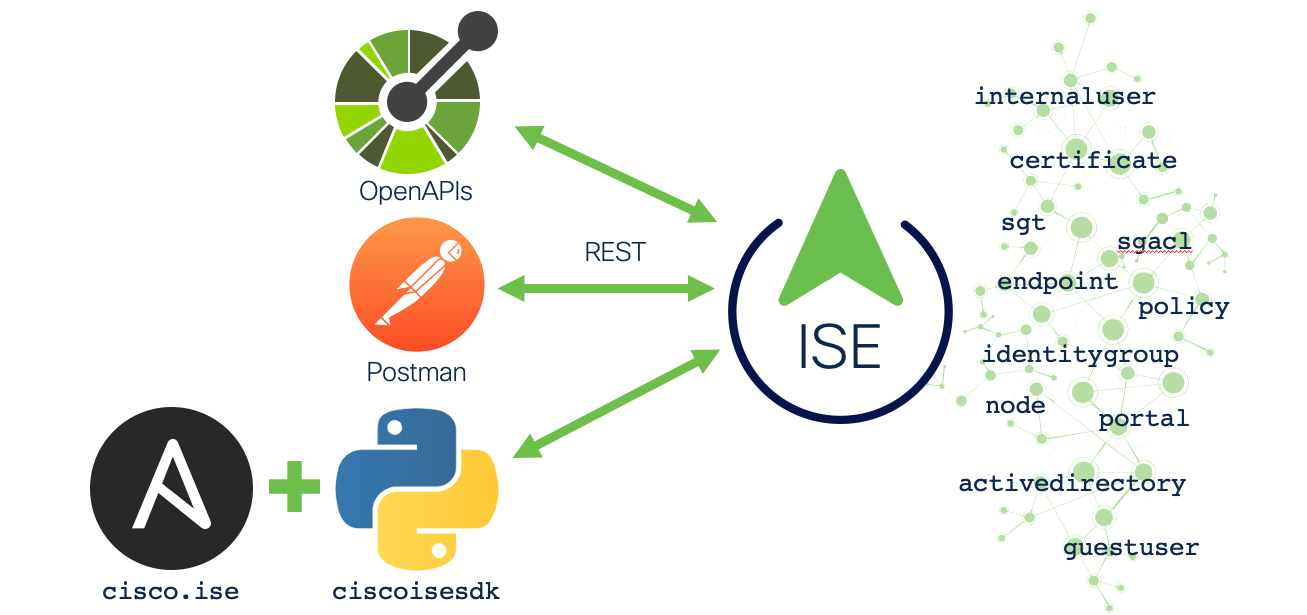 OpenAPIs
Postman
cisco.ise
ciscoisesdk
REST
ISE
internaluser
certificate
sgt
sgacl
endpoint
policy
identitygroup
node
portal
activedirectory
guestuser